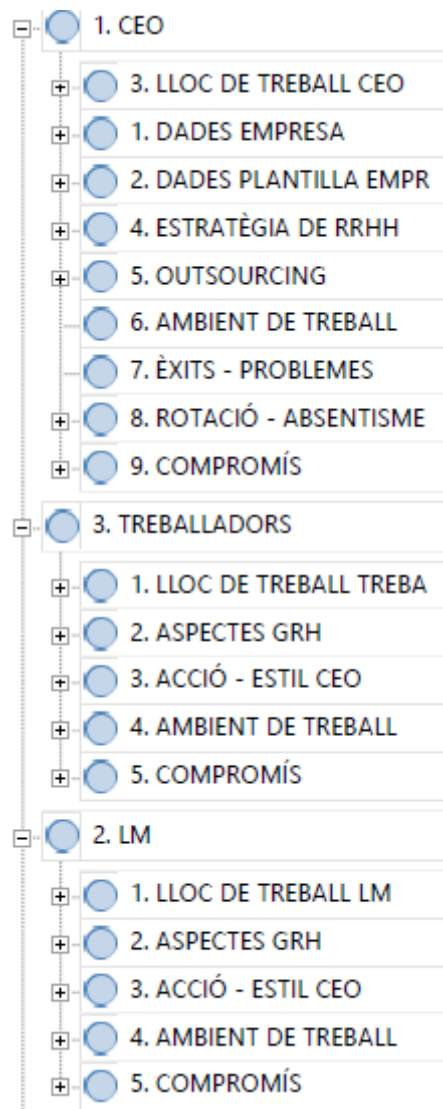 1. CEO
3. LLOC DE TREBALL CEO
1. DADES EMPRESA
2. DADES PLANTILLA EMPR
4. ESTRATÈGIA DE RRHH
5. OUTSOURCING
6. AMBIENT DE TREBALL
7. ÈXITS - PROBLEMES
8. ROTACIÓ - ABSENTISME
9. COMPROMÍS
3. TREBALLADORS
1. LLOC DE TREBALL TREBA
2. ASPECTES GRH
3. ACCIÓ - ESTIL CEO
4. AMBIENT DE TREBALL
5. COMPROMÍS
2. LM
1. LLOC DE TREBALL LM
2. ASPECTES GRH
3. ACCIÓ - ESTIL CEO
4. AMBIENT DE TREBALL
5. COMPROMÍS